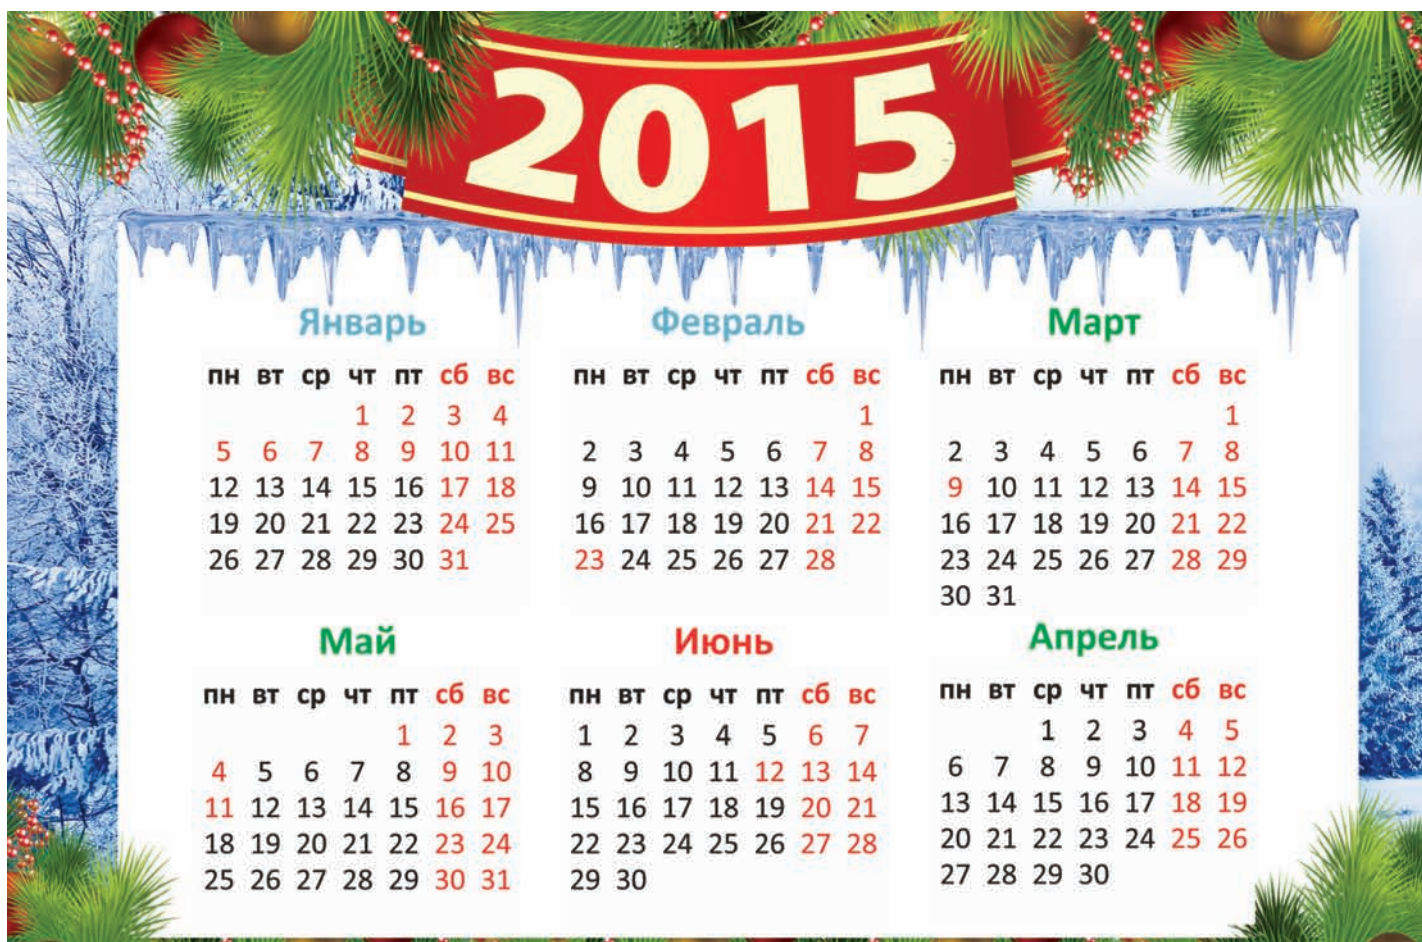 2015
Январь
пн вт ср чт пт сб вс
1 2 3 4
5 6 7 8 9 10 11
12 13 14 15 16 17 18
19 20 21 22 23 24 25
26 27 28 29 30 31
Февраль
пн вт ср чт пт сб вс
1
2 3 4 5 6 7 8
9 10 11 12 13 14 15
16 17 18 19 20 21 22
23 24 25 26 27 28
Март
пн вт ср чт пт сб вс
1
2 3 4 5 6 7 8
9 10 11 12 13 14 15
16 17 18 19 20 21 22
23 24 25 26 27 28 29
30 31
Май
пн вт ср чт пт сб вс
1 2 3
4 5 6 7 8 9 10
11 12 13 14 15 16 17
18 19 20 21 22 23 24
25 26 27 28 29 30 31
Июнь
пн вт ср чт пт сб вс
1 2 3 4 5 6 7
8 9 10 11 12 13 14
15 16 17 18 19 20 21
22 23 24 25 26 27 28
29 30
Апрель
пн вт ср чт пт сб вс
1 2 3 4 5
6 7 8 9 10 11 12
13 14 15 16 17 18 19
20 21 22 23 24 25 26
27 28 29 30